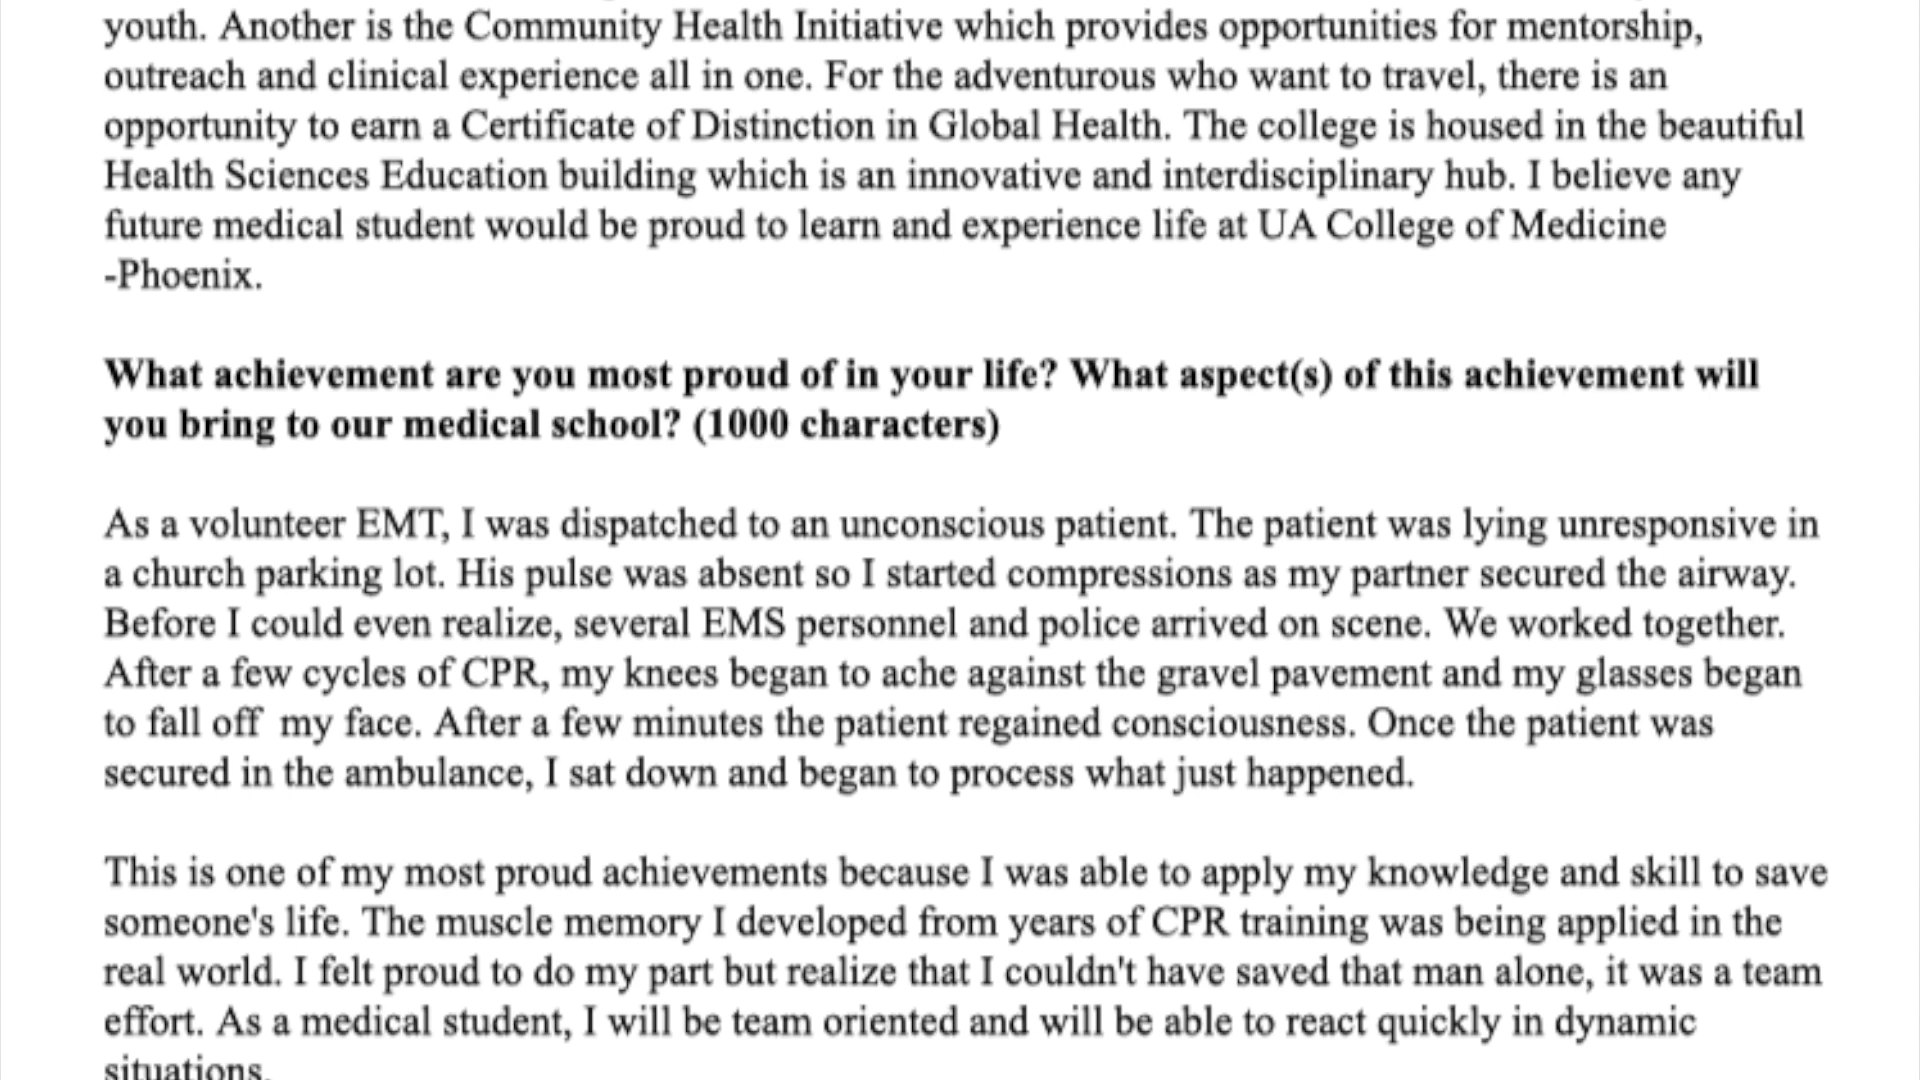 youth. Another is the Community Health Initiative which provides opportunities for mentorship,
outreach and clinical experience all in one. For the adventurous who want to travel, there is an
opportunity to earn a Certificate of Distinction in Global Health. The college is housed in the beautiful
Health Sciences Education building which is an innovative and interdisciplinary hub. I believe any
future medical student would be proud to learn and experience life at UA College of Medicine
-Phoenix.
What achievement are you most proud of in your life? What aspect(s) of this achievement will
you bring to our medical school? (1000 characters)
As a volunteer EMT, I was dispatched to an unconscious patient. The patient was lying unresponsive in
a church parking lot. His pulse was absent so I started compressions as my partner secured the airway.
Before I could even realize, several EMS personnel and police arrived on scene. We worked together.
After a few cycles of CPR, my knees began to ache against the gravel pavement and my glasses began
to fall off my face. After a few minutes the patient regained consciousness. Once the patient was
secured in the ambulance, I sat down and began to process what just happened.
This is one of my most proud achievements because I was able to apply my knowledge and skill to save
someone's life. The muscle memory I developed from years of CPR training was being applied in the
real world. I felt proud to do my part but realize that I couldn't have saved that man alone, it was a team
effort. As a medical student, I will be team oriented and will be able to react quickly in dynamic
situations.